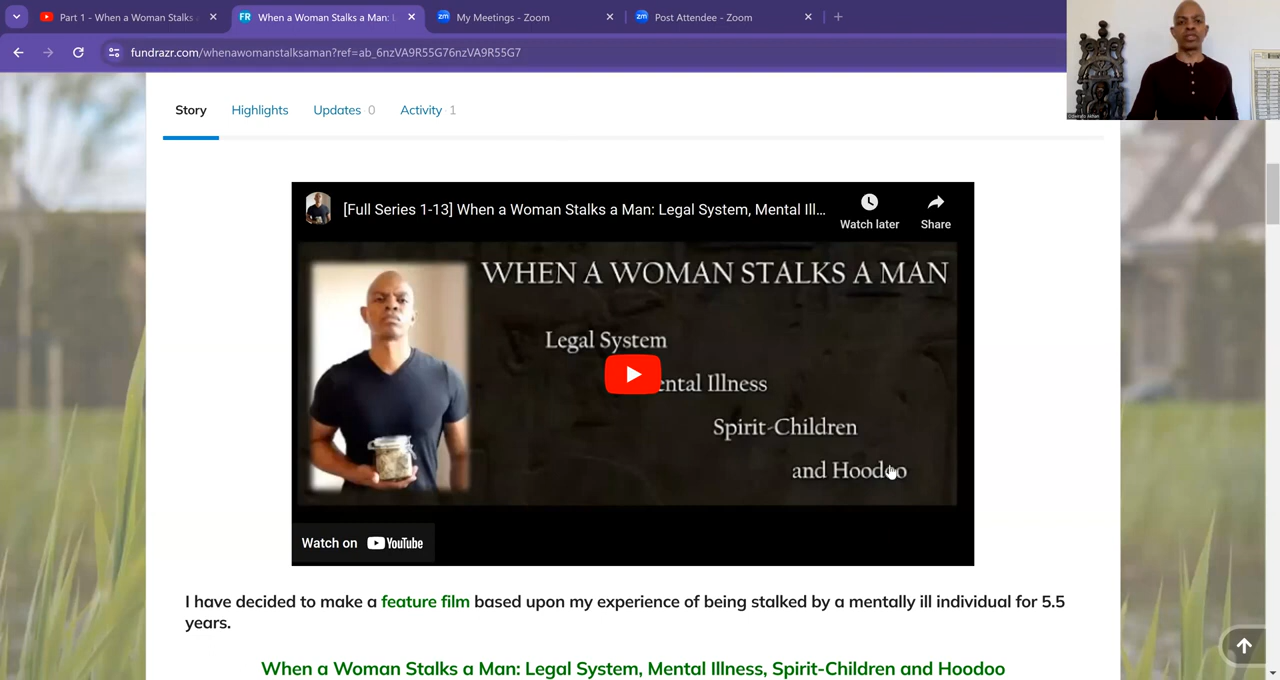 Part 1 - When a Woman Stalks a
When a Woman Stalks a Man: L
My Meetings - Zoom
Post Attendee - Zoom
fundrazr.com/whenawomanstalksaman?ref=ab_6nzVA9R55G76nzVA9R55G7
Story Highlights Updates 0 Activity 1
[Full Series 1-13] When a Woman Stalks a Man: Legal System, Mental Ill...
Watch later
Share
WHEN A WOMAN STALKS A MAN
Legal System
ental Illness
Spirit-Children
and Hoodoo
Watch on YouTube
I have decided to make a feature film based upon my experience of being stalked by a mentally ill individual for 5.5
years.
When a Woman Stalks a Man: Legal System, Mental Illness, Spirit-Children and Hoodoo